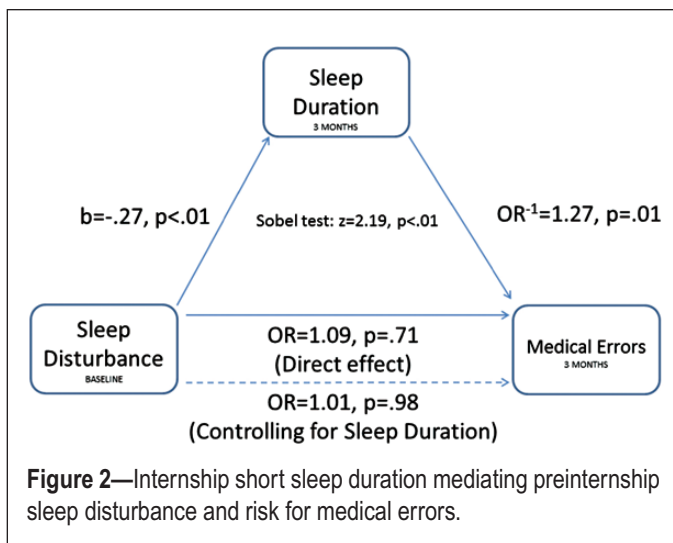 Sleep
Duration
3 MONTHS
b=-.27, p<.01
Sobel test: z=2.19, p<.01
OR⁻¹=1.27, p=.01
Sleep
Disturbance
BASELINE
OR=1.09, p=.71
(Direct effect)
Medical Errors
3 MONTHS
OR=1.01, p=.98
(Controlling for Sleep Duration)
Figure 2—Internship short sleep duration mediating preinternship
sleep disturbance and risk for medical errors.